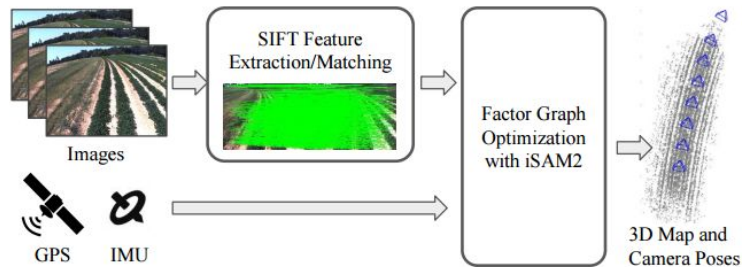 SIFT Feature
Extraction/Matching
Images
Factor Graph
Optimization
with iSAM2
GPS
IMU
3D Map and
Camera Poses